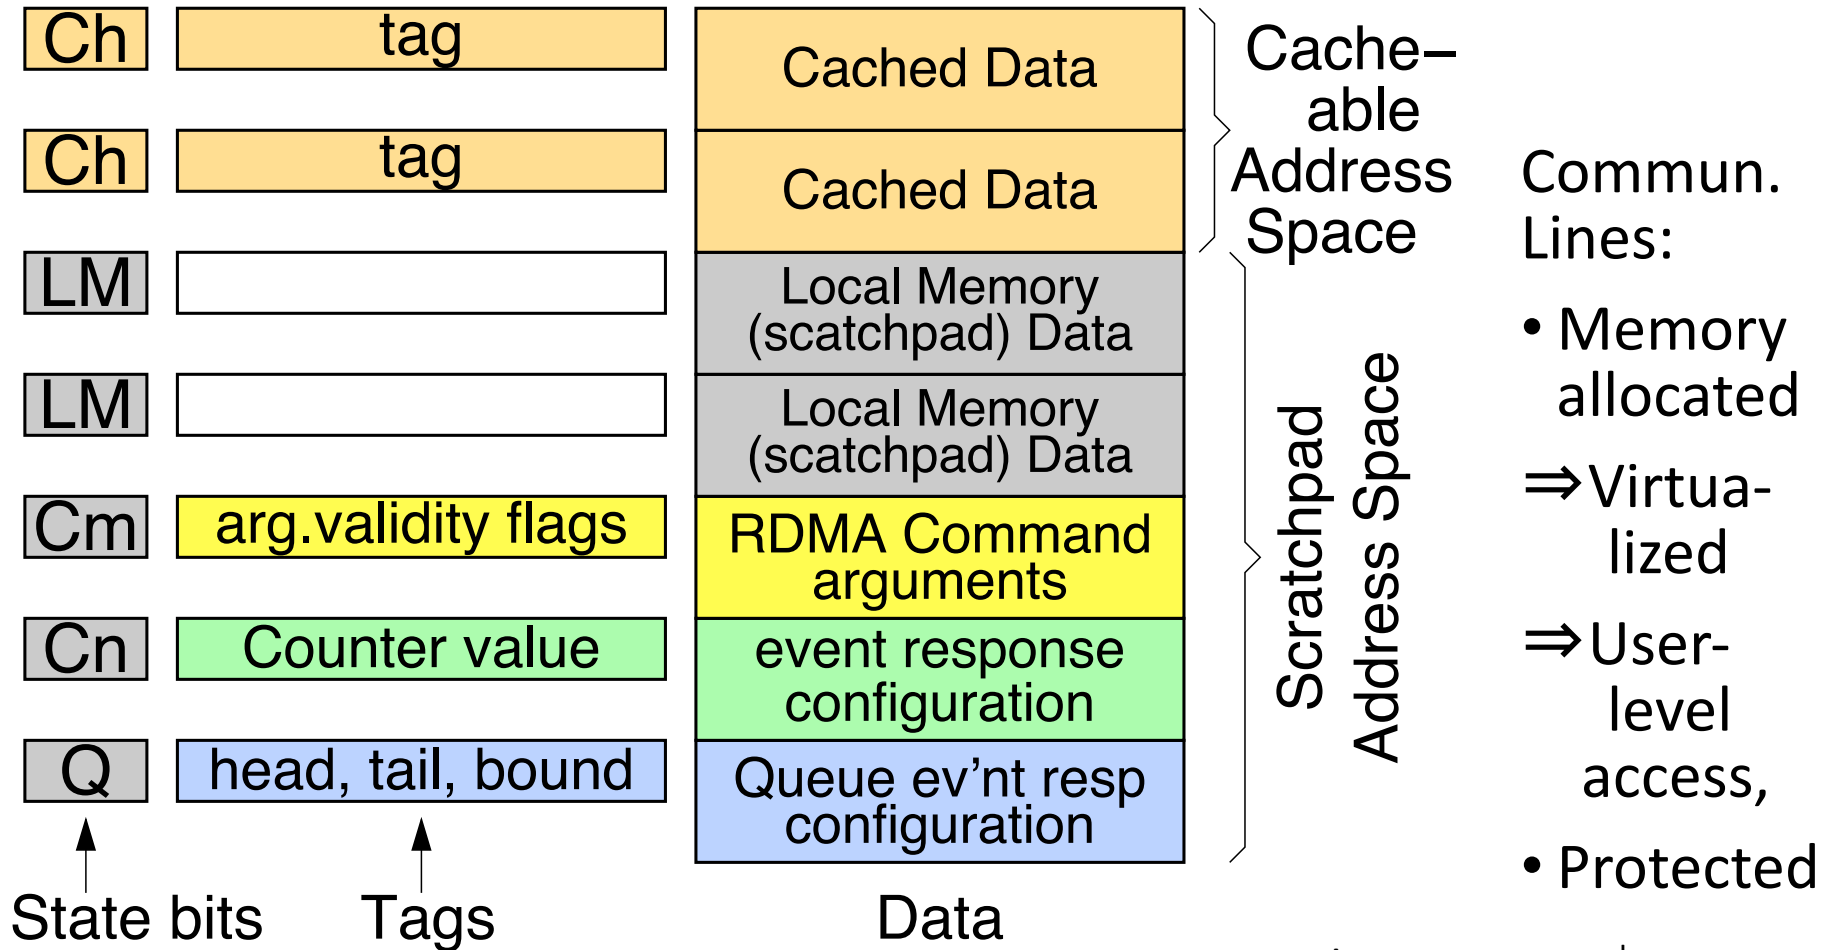 Ch
tag
Cached Data
Ch
tag
Cached Data
Cache–
able
Address
Space
LM
Local Memory
(scatchpad) Data
LM
Local Memory
(scatchpad) Data
Cm
arg.validity flags
RDMA Command
arguments
Cn
Counter value
event response
configuration
Q
head, tail, bound
Queue ev'nt resp
configuration
Scratchpad
Address Space
State bits
Tags
Data
Commun.
Lines:
• Memory
allocated
⇒Virtua-
lized
⇒User-
level
access,
• Protected